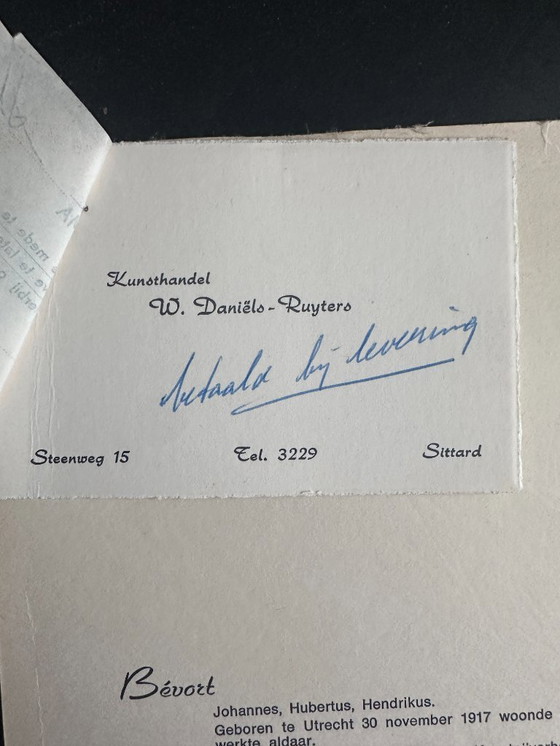 Kunsthandel
W. Daniëls-Ruyters
betaald bij levering
Steenweg 15 Tel. 3229 Sittard
Bévort
Johannes, Hubertus, Hendrikus.
Geboren te Utrecht 30 november 1917 woonde
werkte aldaar.